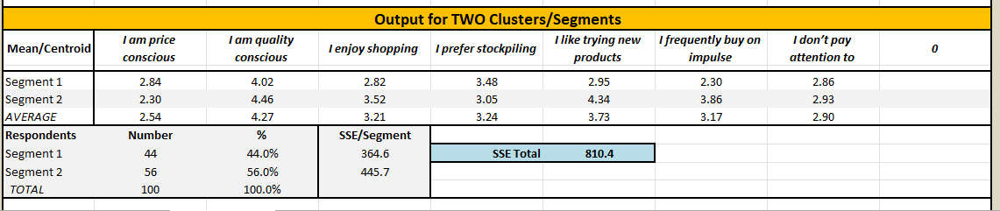 Output for TWO Clusters/Segments
Mean/Centroid I am price conscious I am quality conscious I enjoy shopping I prefer stockpiling I like trying new products I frequently buy on impulse I don't pay attention to 0
Segment 1 2.84 4.02 2.82 3.48 2.95 2.30 2.86
Segment 2 2.30 4.46 3.52 3.05 4.34 3.86 2.93
AVERAGE 2.54 4.27 3.21 3.24 3.73 3.17 2.90
Respondents Number % SSE/Segment
Segment 1 44 44.0% 364.6 SSE Total 810.4
Segment 2 56 56.0% 445.7
TOTAL 100 100.0%